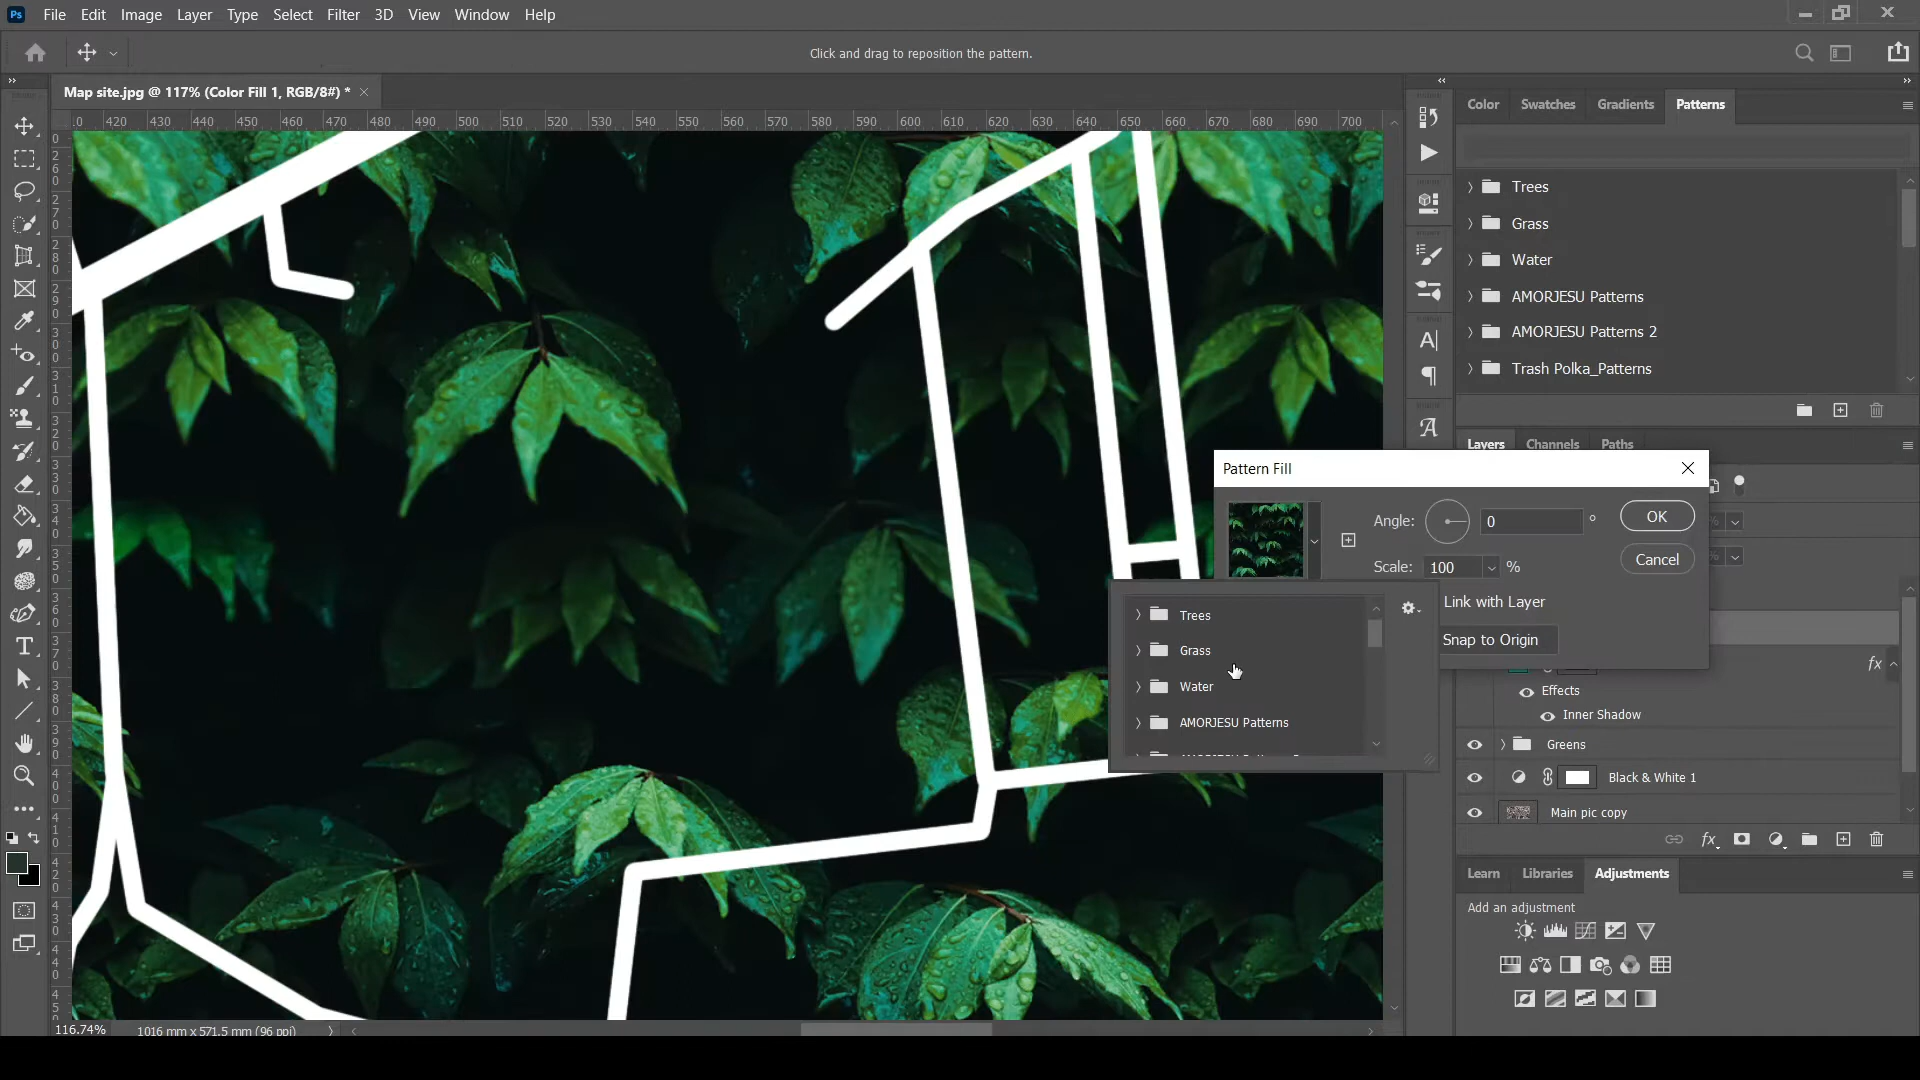 Ps File Edit Image Layer Type Select Filter 3D View Window Help
Click and drag to reposition the pattern.
Map site.jpg @ 117% (Color Fill 1, RGB/8#) *
420 430 440 450 460 470 480 490 500 510 520 530 540 550 560 570 580 590 600 610 620 630 640 650 660 670 680 690 700
Color Swatches Gradients Patterns
Trees
Grass
Water
AMORJESU Patterns
AMORJESU Patterns 2
Trash Polka_Patterns
Layers Channels Paths
Pattern Fill
Angle: 0 °
OK
Scale: 100 %
Cancel
Link with Layer
Snap to Origin
Trees
Grass
Water
AMORJESU Patterns
fx
Effects
Inner Shadow
Greens
Black & White 1
Main pic copy
fx
Learn Libraries Adjustments
Add an adjustment
116.74% 1016 mm x 571.5 mm (96 ppi)